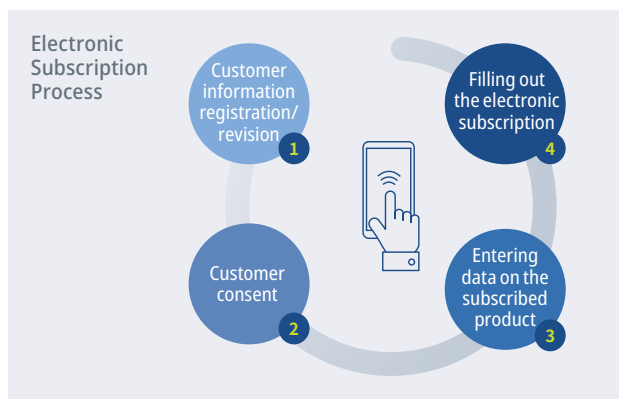 Electronic
Subscription
Process
Customer
information
registration/
revision
1
Customer
consent
2
Entering
data on the
subscribed
product
3
Filling out
the electronic
subscription
4